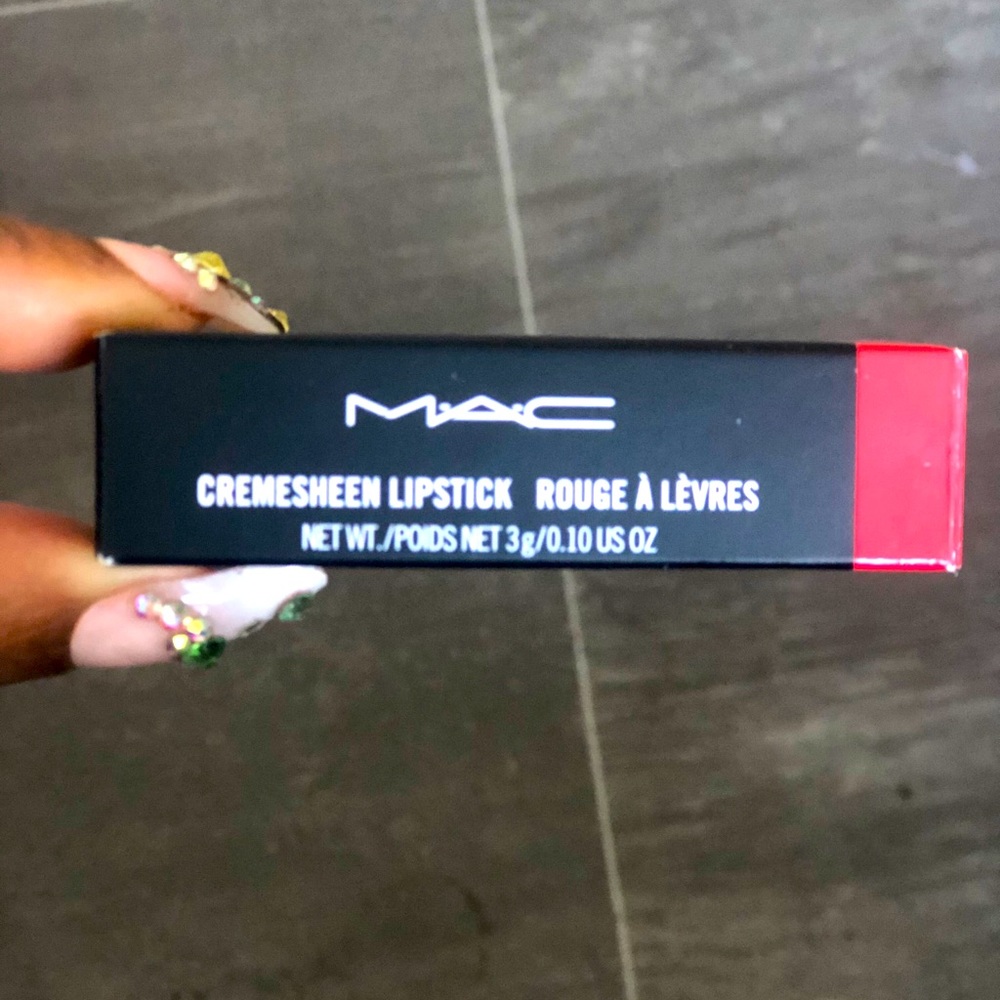 M·A·C
CREMESHEEN LIPSTICK ROUGE À LÈVRES
NET WT./POIDS NET 3g/0.10 US OZ